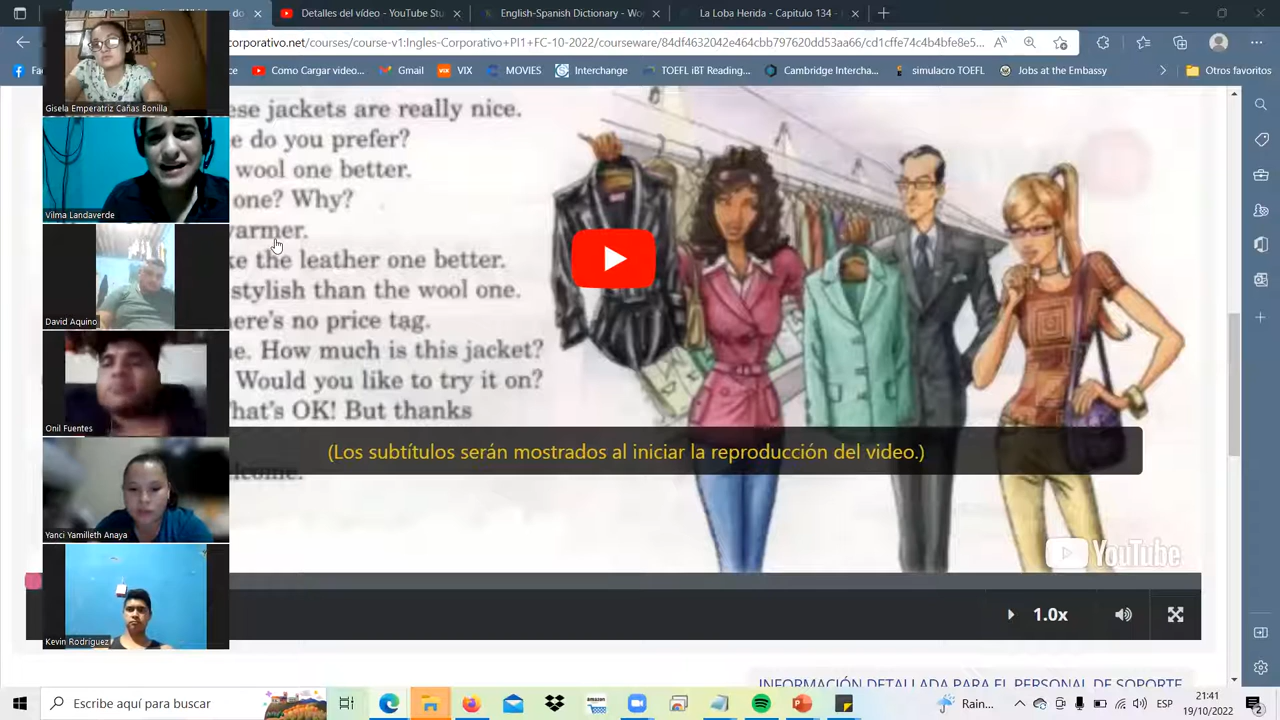 Detalles del vídeo - YouTube Stu
English-Spanish Dictionary - Wo
La Loba Herida - Capitulo 134
corporativo.net/courses/course-v1:Ingles-Corporativo+PI1+FC-10-2022/courseware/84df4632042e464cbb797620dd53aa66/cd1cffe74c4b4bfe8e5...
Como Cargar video...
Gmail
VIX
MOVIES
Interchange
TOEFL iBT Reading...
Cambridge Intercha...
simulacro TOEFL
Jobs at the Embassy
Otros favoritos
Gisela Emperatriz Cañas Bonilla
Vilma Landaverde
David Aquino
Onil Fuentes
Yanci Yamilleth Anaya
Kevin Rodríguez
ese jackets are really nice.
e do you prefer?
wool one better.
one? Why?
warmer.
ke the leather one better.
stylish than the wool one.
here's no price tag.
e. How much is this jacket?
Would you like to try it on?
hat's OK! But thanks
lcome.
(Los subtítulos serán mostrados al iniciar la reproducción del video.)
YouTube
1.0x
INFORMACIÓN DETALLADA PARA EL PERSONAL DE SOPORTE
Escribe aquí para buscar
amazon
Rain...
ESP
21:41
19/10/2022
2